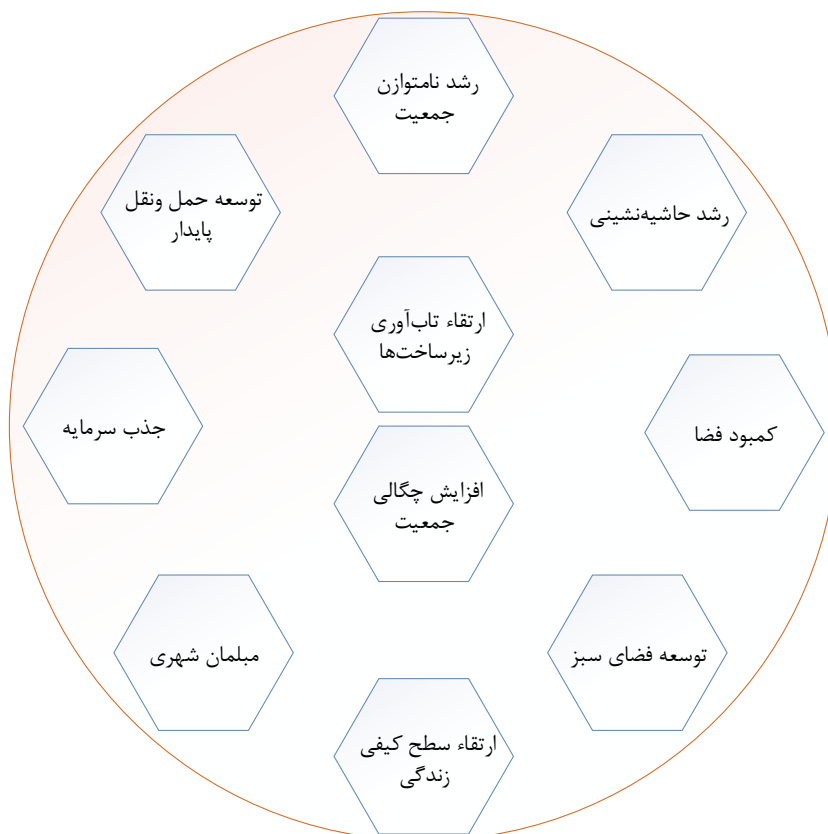 رشد نامتوازن
جمعیت
توسعه حمل ونقل
پایدار
رشد حاشیه‌نشینی
ارتقاء تاب‌آوری
زیرساخت‌ها
جذب سرمایه
کمبود فضا
افزایش چگالی
جمعیت
مبلمان شهری
توسعه فضای سبز
ارتقاء سطح کیفی
زندگی